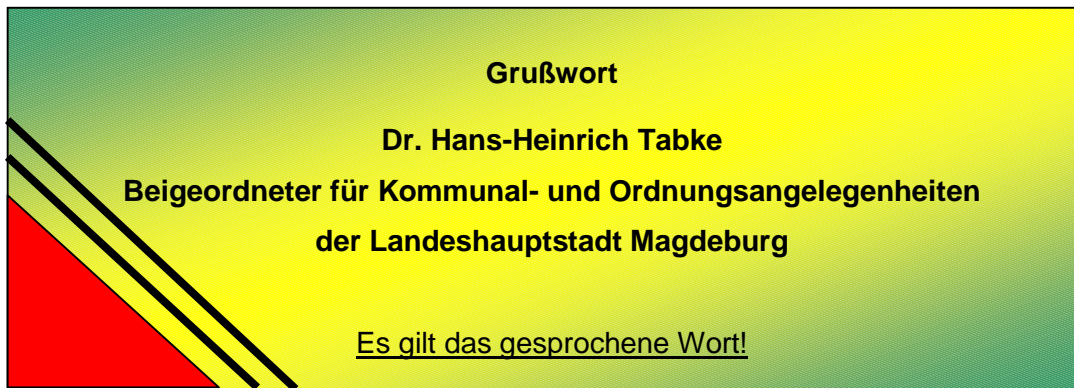 Grußwort
Dr. Hans-Heinrich Tabke
Beigeordneter für Kommunal- und Ordnungsangelegenheiten
der Landeshauptstadt Magdeburg
Es gilt das gesprochene Wort!